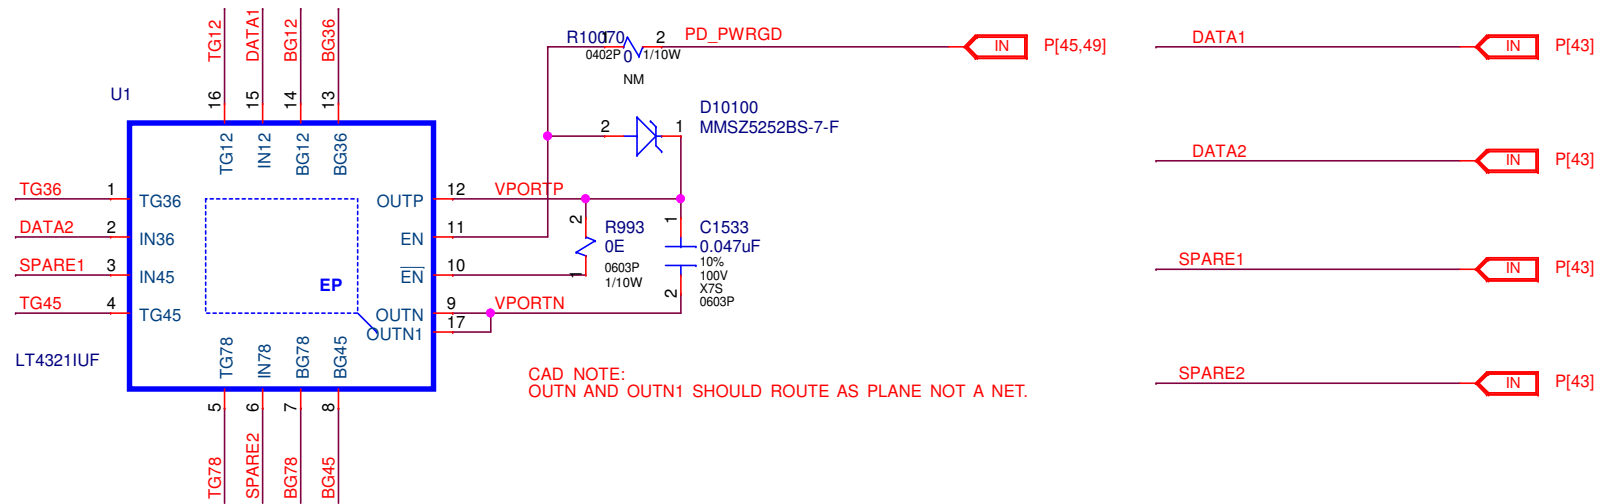 TG12
DATA1
BG12
BG36
16
15
14
13
U1
TG12
IN12
BG12
BG36
R10070
1
2
PD_PWRGD
0402P
0
1/10W
NM
IN
P[45,49]
DATA1
IN
P[43]
D10100
MMSZ5252BS-7-F
2
1
DATA2
IN
P[43]
TG36
1
TG36
OUTP
12
VPORTP
DATA2
2
IN36
EN
11
SPARE1
3
IN45
EN
10
TG45
4
TG45
EP
OUTN
9
VPORTN
OUTN1
17
2
R993
0E
0603P
1/10W
1
1
C1533
0.047uF
10%
100V
X7S
0603P
2
SPARE1
IN
P[43]
TG78
IN78
BG78
BG45
LT4321IUF
CAD NOTE:
OUTN AND OUTN1 SHOULD ROUTE AS PLANE NOT A NET.
SPARE2
IN
P[43]
5
6
7
8
TG78
SPARE2
BG78
BG45